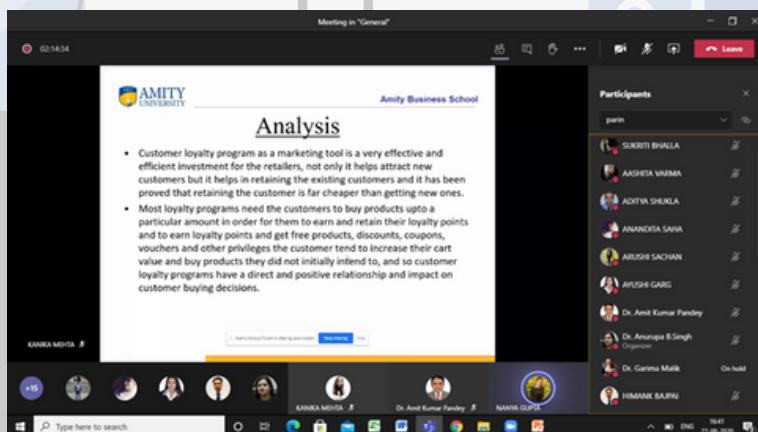 Meeting in "General"
02:14:34
Leave
AMITY
UNIVERSITY
Amity Business School
Analysis
• Customer loyalty program as a marketing tool is a very effective and
efficient investment for the retailers, not only it helps attract new
customers but it helps in retaining the existing customers and it has been
proved that retaining the customer is far cheaper than getting new ones.
• Most loyalty programs need the customers to buy products upto a
particular amount in order for them to earn and retain their loyalty points
and to earn loyalty points and get free products, discounts, coupons,
vouchers and other privileges the customer tend to increase their cart
value and buy products they did not initially intend to, and so customer
loyalty programs have a direct and positive relationship and impact on
customer buying decisions.
Stop sharing
Hide
KANIKA MEHTA
Participants
parin
SUKRITI BHALLA
AASHITA VARMA
ADITYA SHUKLA
ANANDITA SAHA
ARUSHI SACHAN
AYUSHI GARG
Dr. Amit Kumar Pandey
Dr. Anurupa B.Singh
Organizer
Dr. Garima Malik
On hold
HIMANK BAJPAI
+15
KANIKA MEHTA
Dr. Amit Kumar Pandey
NANYA GUPTA
Type here to search
ENG
16:41